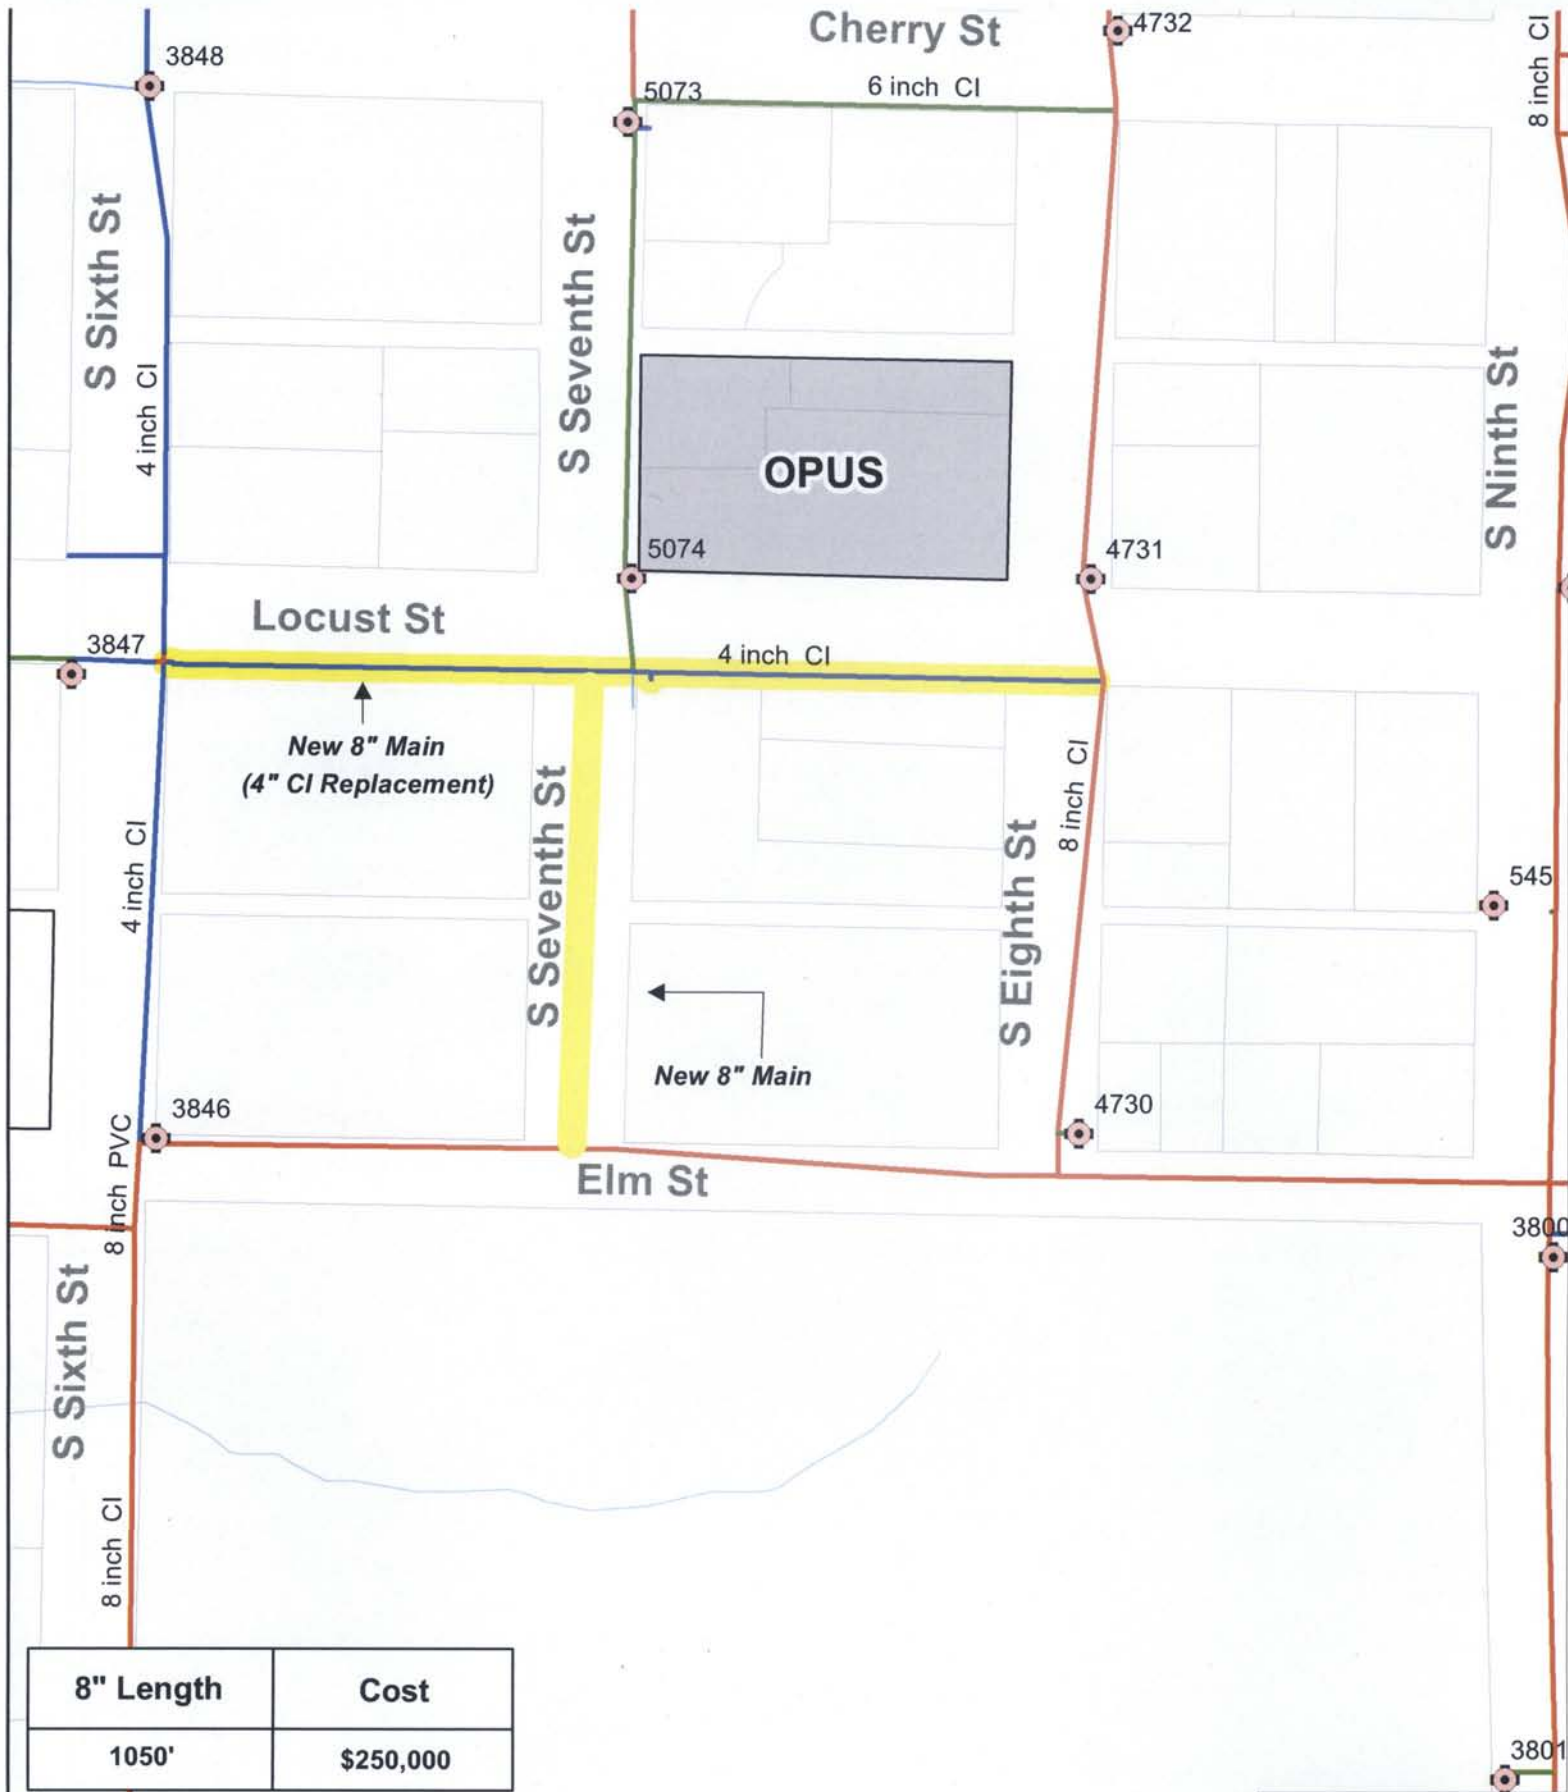 Cherry St
4732
3848
5073
6 inch CI
8 inch CI
S Sixth St
S Seventh St
4 inch CI
S Ninth St
OPUS
5074
4731
Locust St
3847
4 inch CI
New 8" Main
(4" CI Replacement)
S Seventh St
8 inch CI
4 inch CI
S Eighth St
545
New 8" Main
3846
4730
8 inch PVC
Elm St
3800
S Sixth St
8 inch CI
8" Length Cost
1050' $250,000
3801